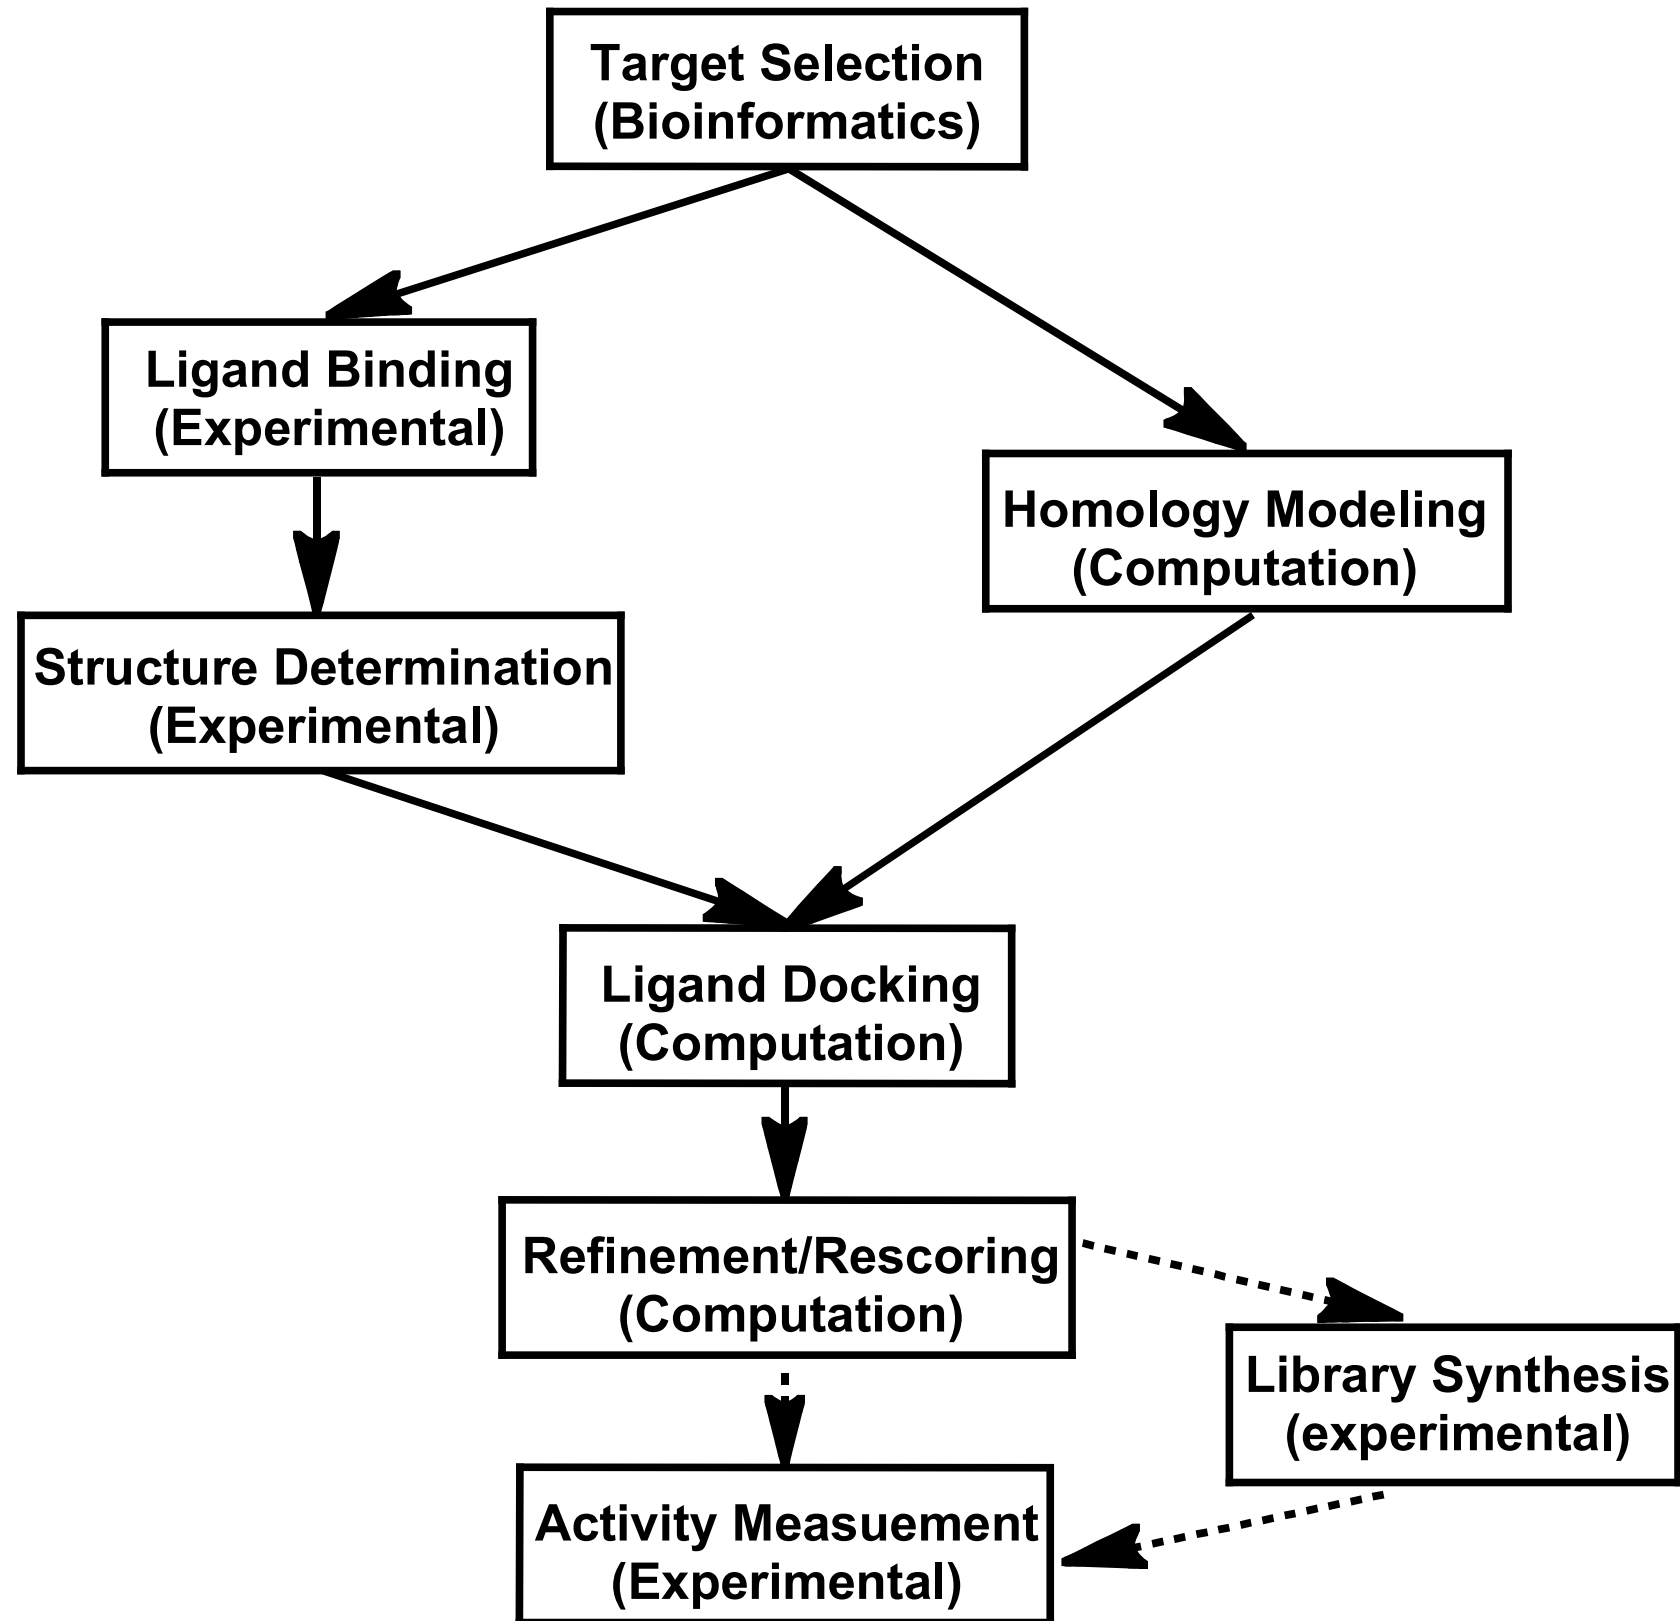 Target Selection
(Bioinformatics)
Ligand Binding
(Experimental)
Homology Modeling
(Computation)
Structure Determination
(Experimental)
Ligand Docking
(Computation)
Refinement/Rescoring
(Computation)
Library Synthesis
(experimental)
Activity Measuement
(Experimental)